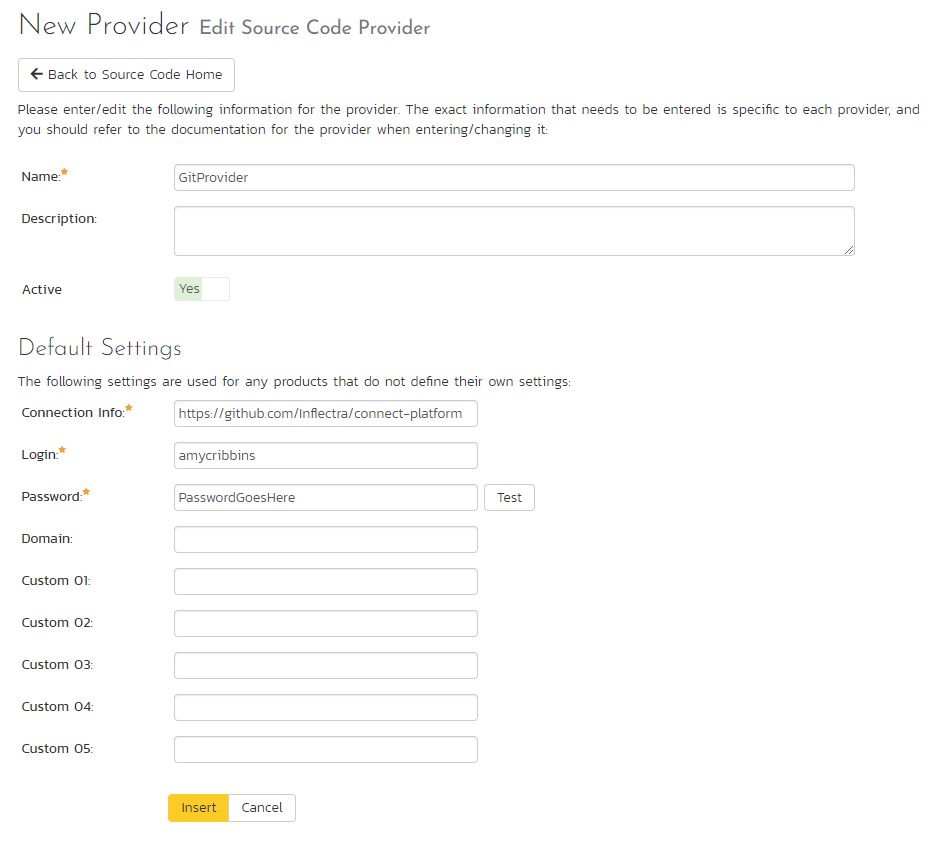 New Provider Edit Source Code Provider
Back to Source Code Home
Please enter/edit the following information for the provider. The exact information that needs to be entered is specific to each provider, and
you should refer to the documentation for the provider when entering/changing it:
Name:* GitProvider
Description:
Active Yes
Default Settings
The following settings are used for any products that do not define their own settings:
Connection Info:* https://github.com/Inflectra/connect-platform
Login:* amycribbins
Password:* PasswordGoesHere Test
Domain:
Custom 01:
Custom 02:
Custom 03:
Custom 04:
Custom 05:
Insert Cancel